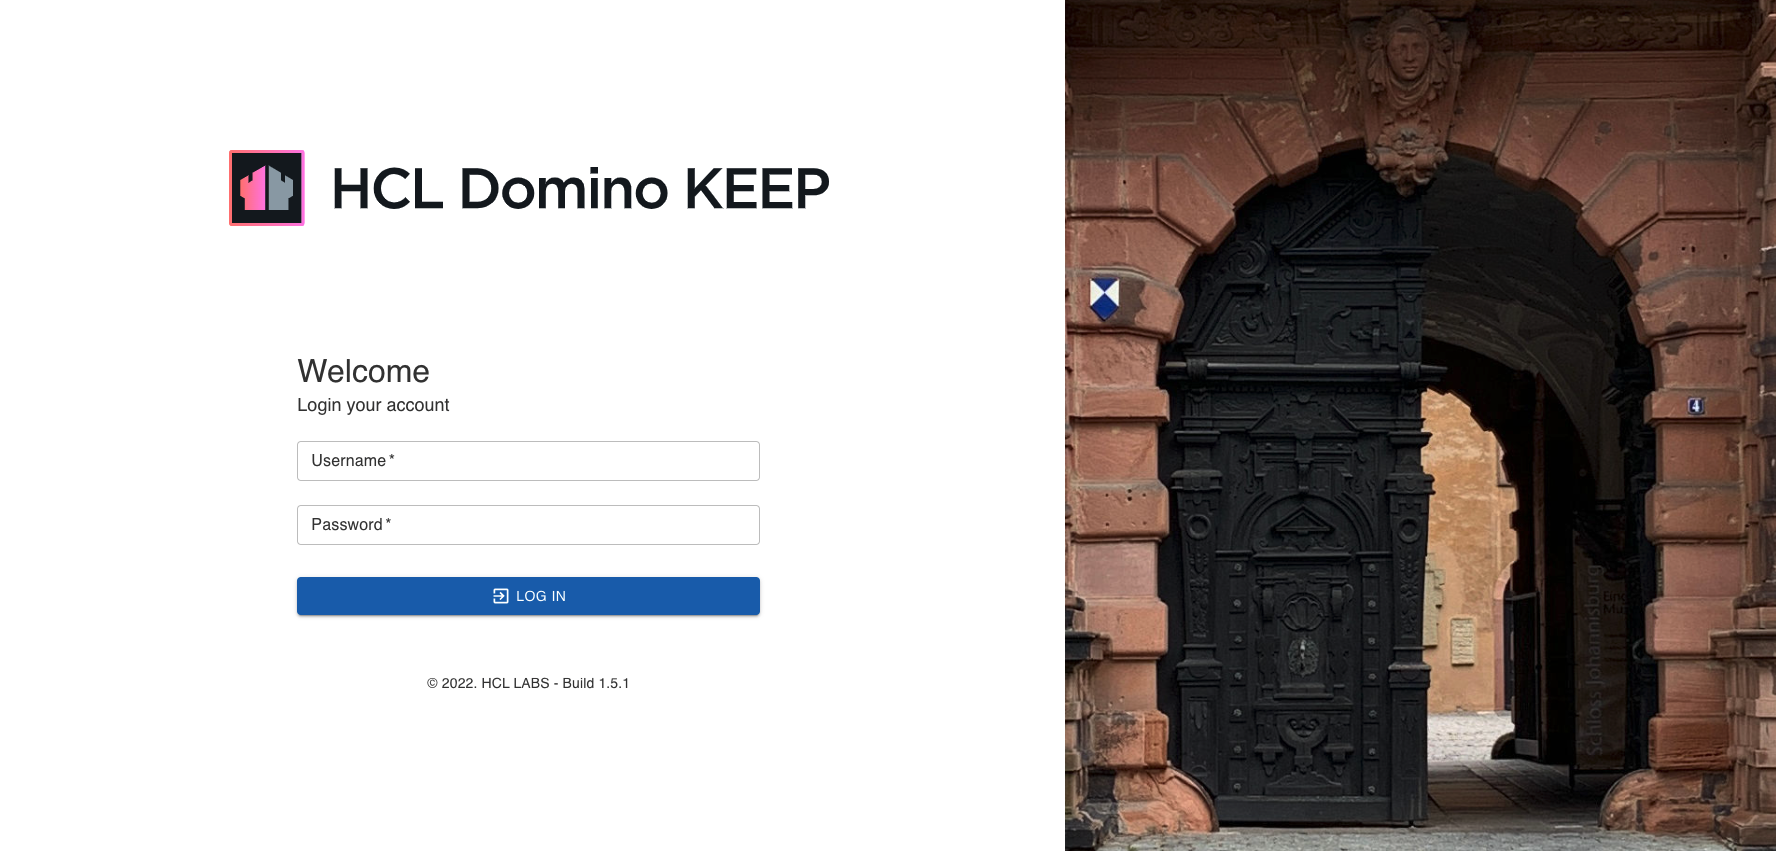 HCL Domino KEEP
Welcome
Login your account
Username *
Password *
LOG IN
© 2022. HCL LABS - Build 1.5.1
4
Schloss Johannisburg